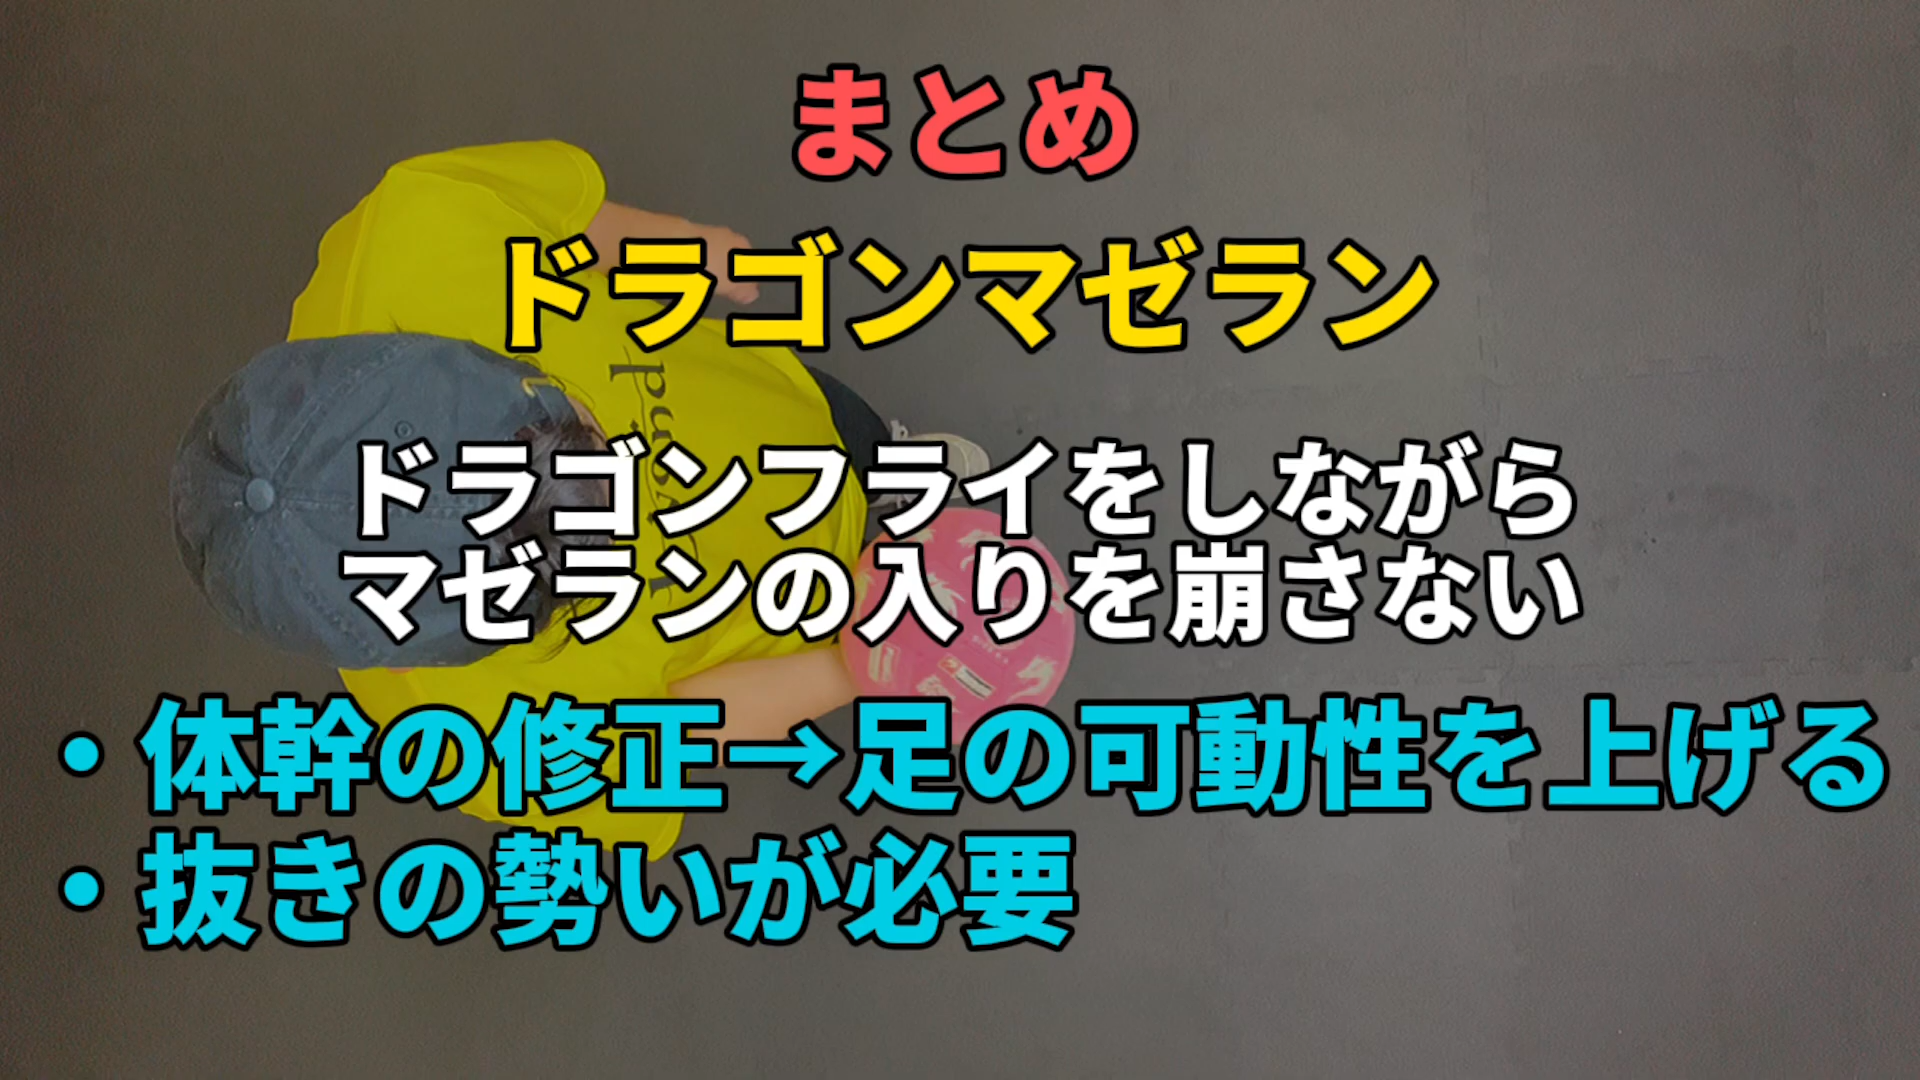 まとめ
ドラゴンマゼラン
ドラゴンフライをしながら
マゼランの入りを崩さない
・体幹の修正→足の可動性を上げる
・抜きの勢いが必要